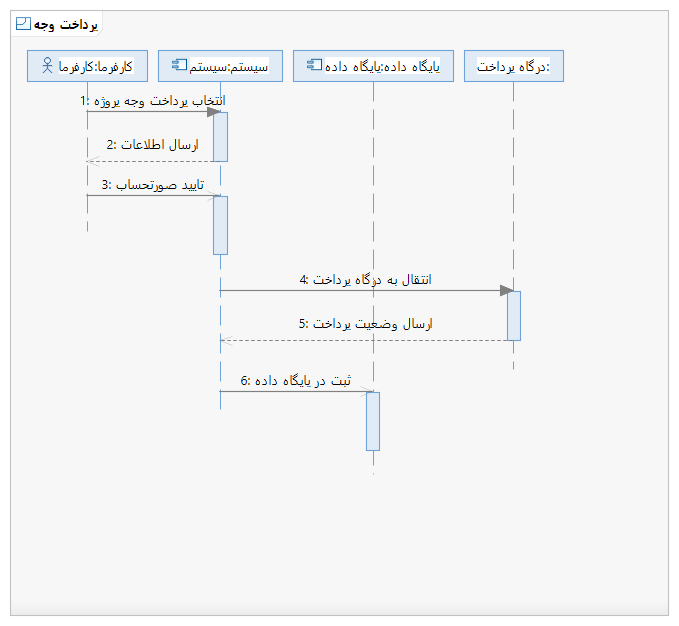 پرداخت وجه
کارفرما:کارفرما
سیستم:سیستم
پایگاه داده:پایگاه داده
درگاه پرداخت:
1: انتخاب پرداخت وجه پروژه
2: ارسال اطلاعات
3: تایید صورتحساب
4: انتقال به درگاه پرداخت
5: ارسال وضعیت پرداخت
6: ثبت در پایگاه داده